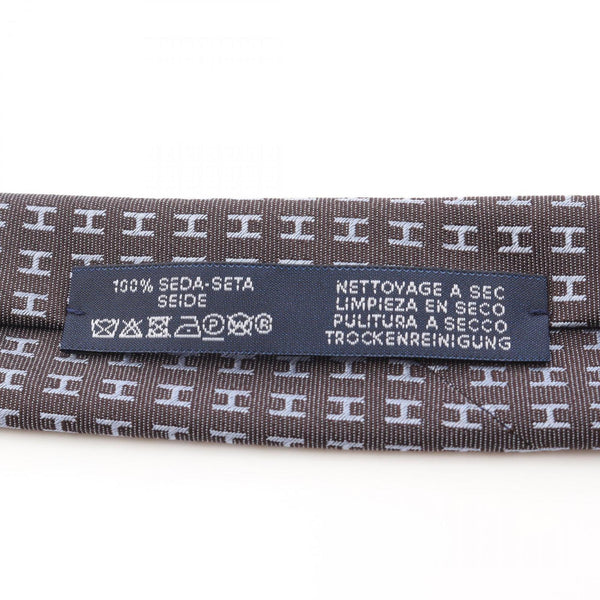 100% SEDA-SETA
SEIDE
NETTOYAGE A SEC
LIMPIEZA EN SECO
PULITURA A SECCO
TROCKENREINIGUNG